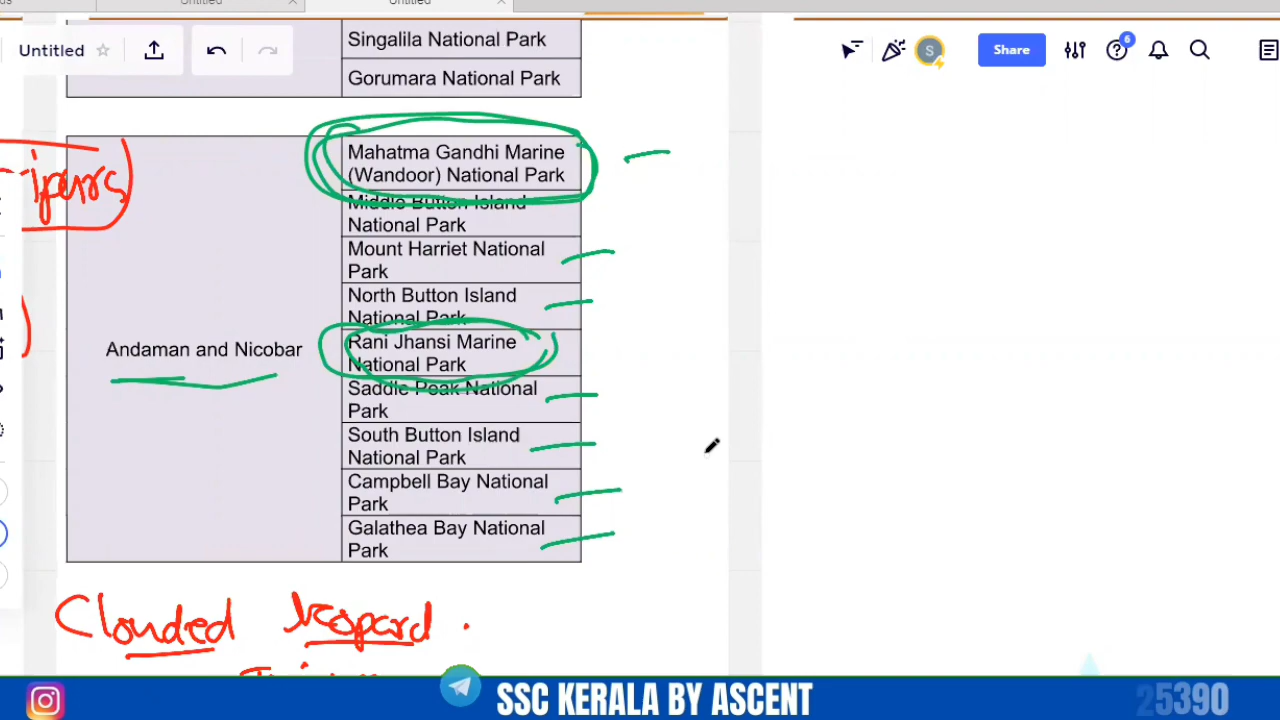 Untitled
Untitled
Untitled
S
Share
6
Singalila National Park
Gorumara National Park
Mahatma Gandhi Marine
(Wandoor) National Park
Middle Button Island
National Park
Mount Harriet National
Park
North Button Island
National Park
Andaman and Nicobar
Rani Jhansi Marine
National Park
Saddle Peak National
Park
South Button Island
National Park
Campbell Bay National
Park
Galathea Bay National
Park
Clouded leopard .
SSC KERALA BY ASCENT
25390